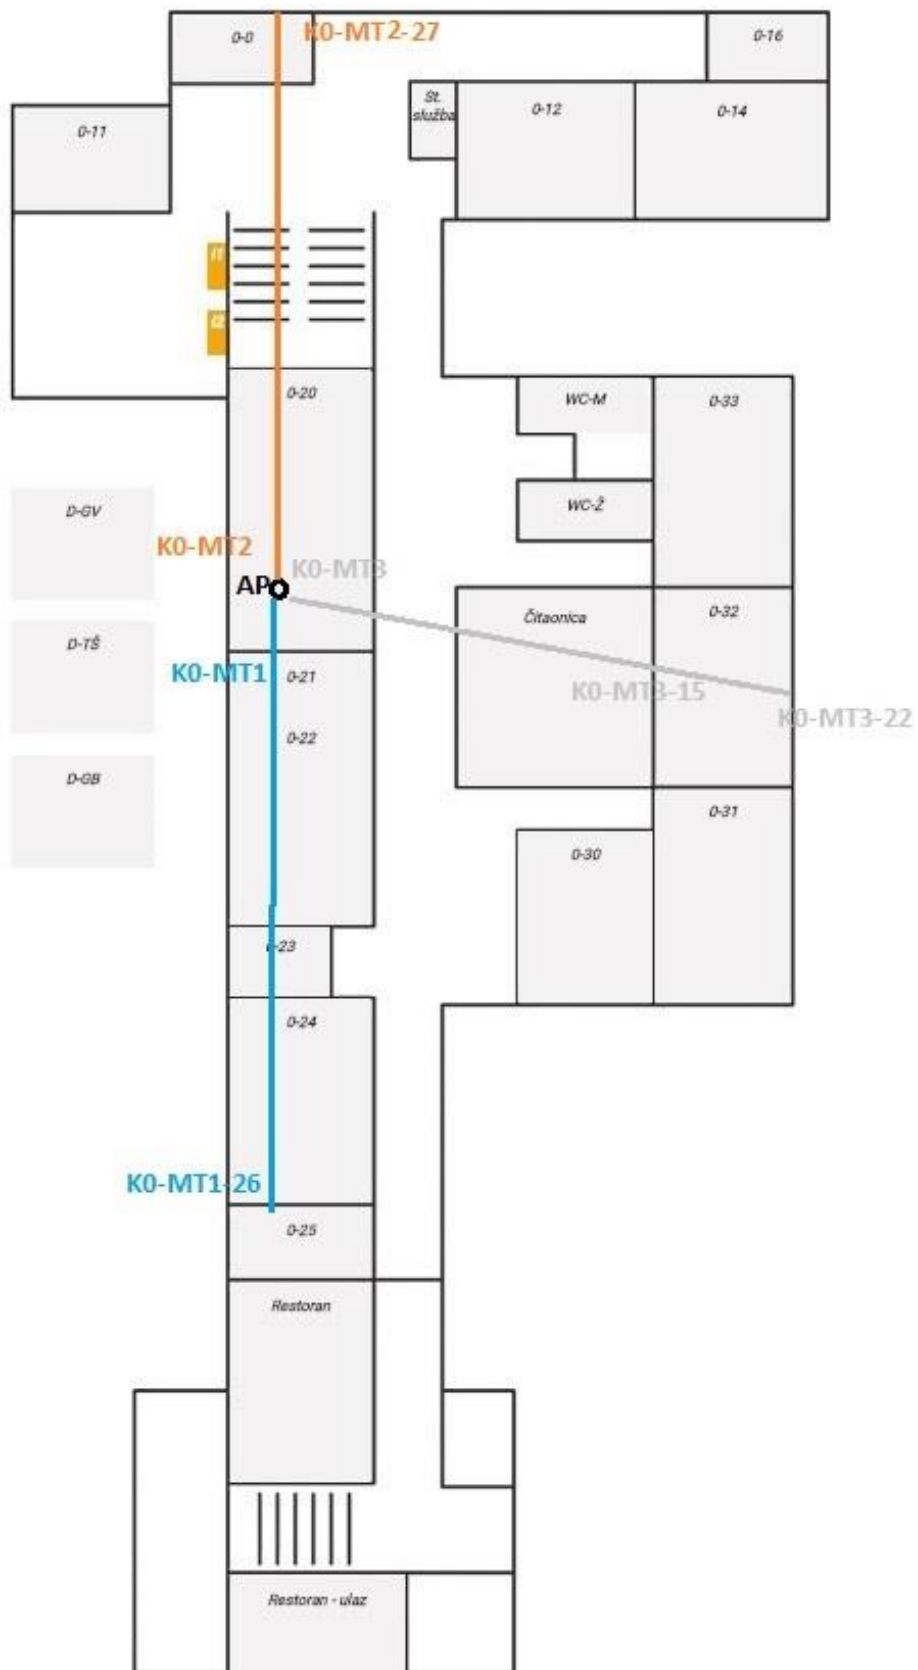 0-0
K0-MT2-27
0-16
St.
služba
0-12
0-14
0-11
i1
i2
0-20
WC-M
0-33
D-GV
WC-Ž
K0-MT2
K0-MT3
AP
Čitaonica
0-32
D-TŠ
K0-MT1
0-21
K0-MT3-15
K0-MT3-22
0-22
D-GB
0-31
0-30
0-23
0-24
K0-MT1-26
0-25
Restoran
Restoran - ulaz